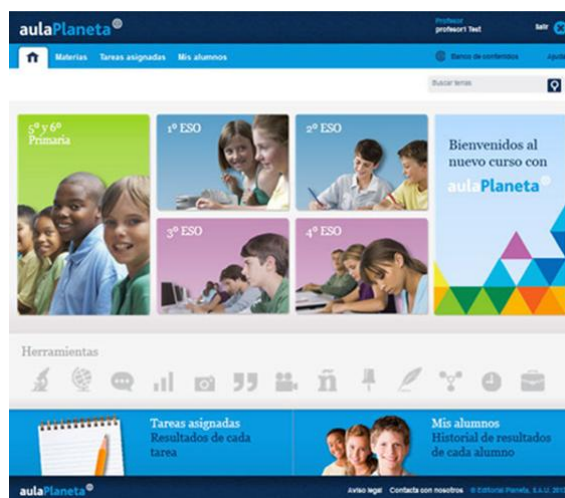 aulaPlaneta
Profesor
profesor1 Test
Salir
Materias
Tareas asignadas
Mis alumnos
Banco de contenidos
Ayuda
Buscar temas
5º y 6º
Primaria
1º ESO
2º ESO
3º ESO
4º ESO
Bienvenidos al
nuevo curso con
aulaPlaneta
Herramientas
ñ
Tareas asignadas
Resultados de cada
tarea
Mis alumnos
Historial de resultados
de cada alumno
aulaPlaneta
Aviso legal
Contacta con nosotros
© Editorial Planeta, S.A.U.